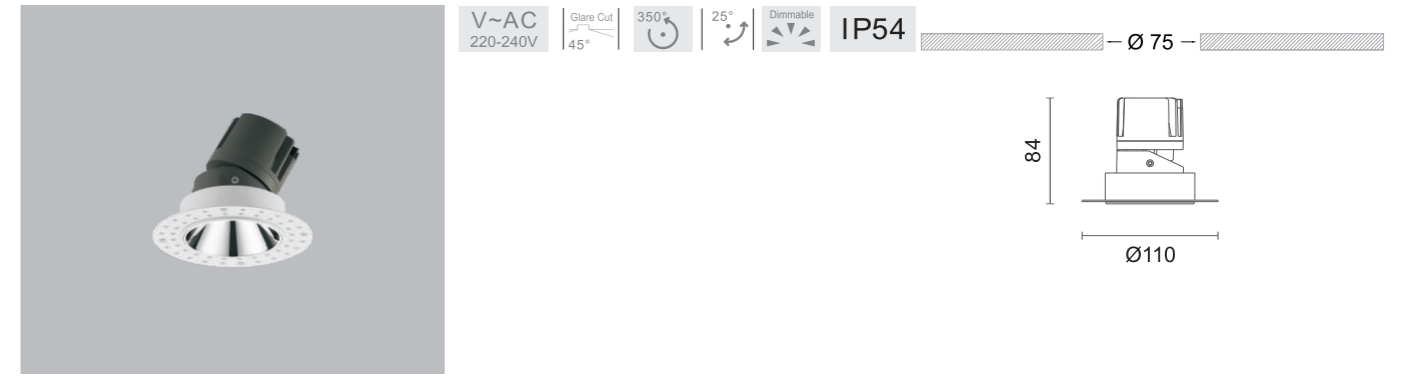 V~AC
220-240V
Glare Cut
45°
350°
25°
Dimmable
IP54
Ø 75
84
Ø110